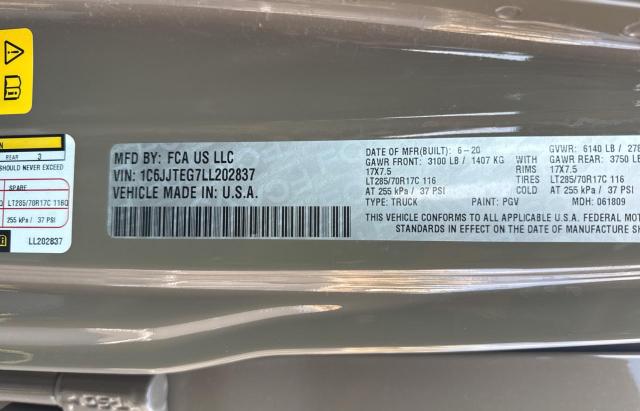 N
REAR 3
SHOULD NEVER EXCEED
SPARE
LT285/70R17C 116Q
255 kPa / 37 PSI
LL202837
MFD BY: FCA US LLC
VIN: 1C6JJTEG7LL202837
VEHICLE MADE IN: U.S.A.
DATE OF MFR(BUILT): 6-20 GVWR: 6140 LB / 278
GAWR FRONT: 3100 LB / 1407 KG WITH GAWR REAR: 3750 LB
17X7.5 RIMS 17X7.5
LT285/70R17C 116 TIRES LT285/70R17C 116
AT 255 kPa / 37 PSI COLD AT 255 kPa / 37 PSI
TYPE: TRUCK PAINT: PGV MDH: 061809
THIS VEHICLE CONFORMS TO ALL APPLICABLE U.S.A. FEDERAL MOT
STANDARDS IN EFFECT ON THE DATE OF MANUFACTURE SH